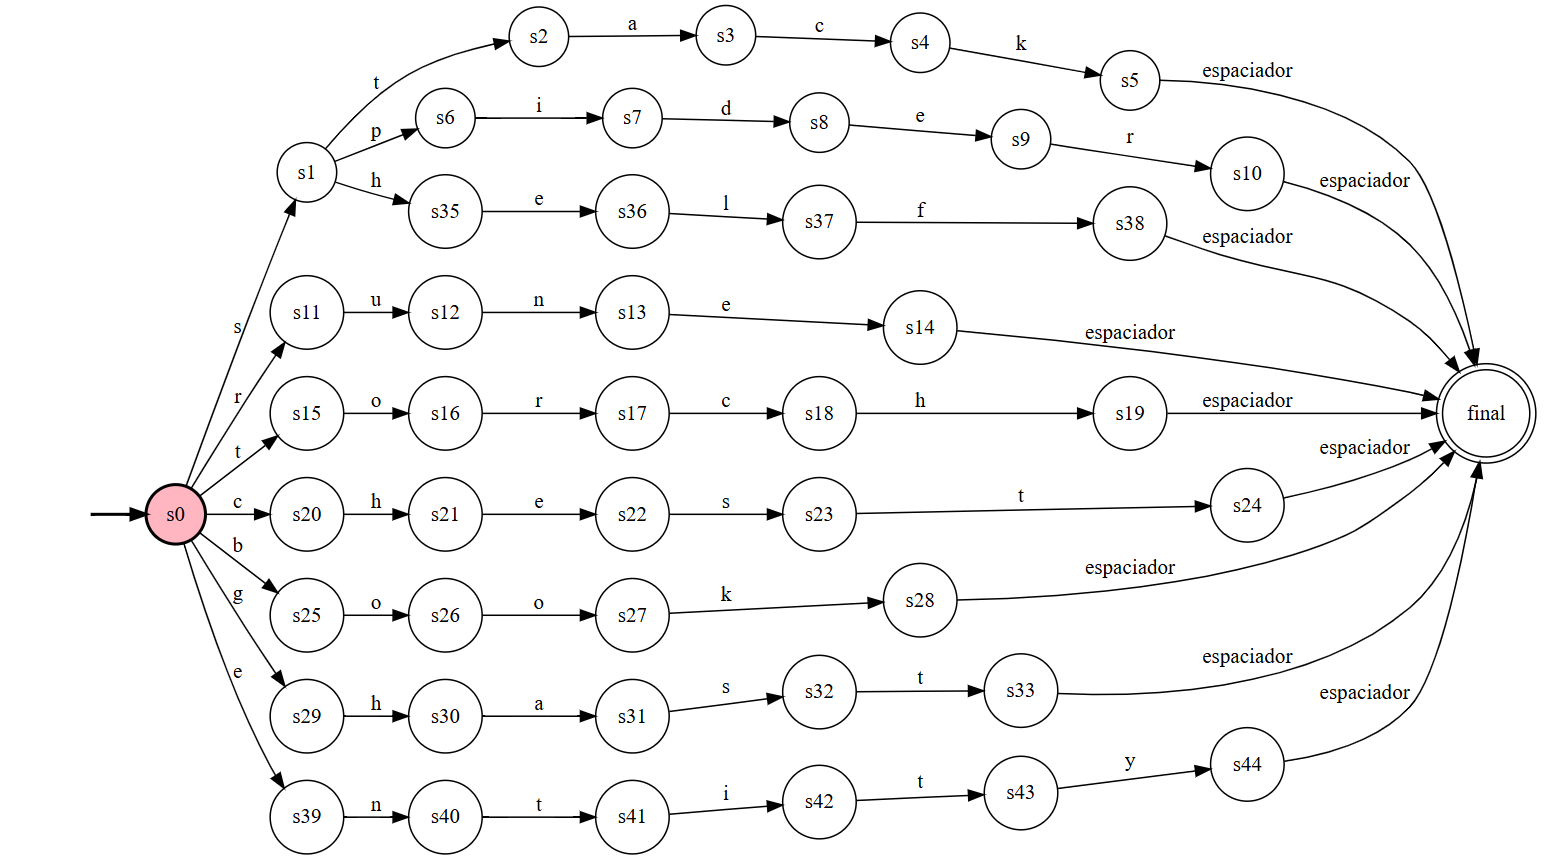 s t a c k espaciador
s0 s1 s2 s3 s4 s5
p i d e r espaciador
s6 s7 s8 s9 s10
h e l f espaciador
s35 s36 s37 s38
r u n e espaciador
s11 s12 s13 s14
t o r c h espaciador
s15 s16 s17 s18 s19 final
c h e s t espaciador
s20 s21 s22 s23 s24
b o o k espaciador
s25 s26 s27 s28
g h a s t espaciador
s29 s30 s31 s32 s33
e n t i t y espaciador
s39 s40 s41 s42 s43 s44